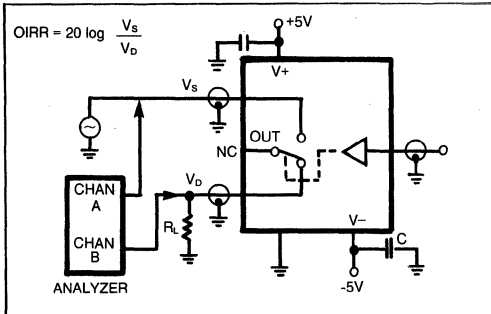 OIRR = 20 log V_S / V_D
+5V
V+
V_S
OUT
NC
V_D
CHAN A
R_L
CHAN B
V–
C
-5V
ANALYZER